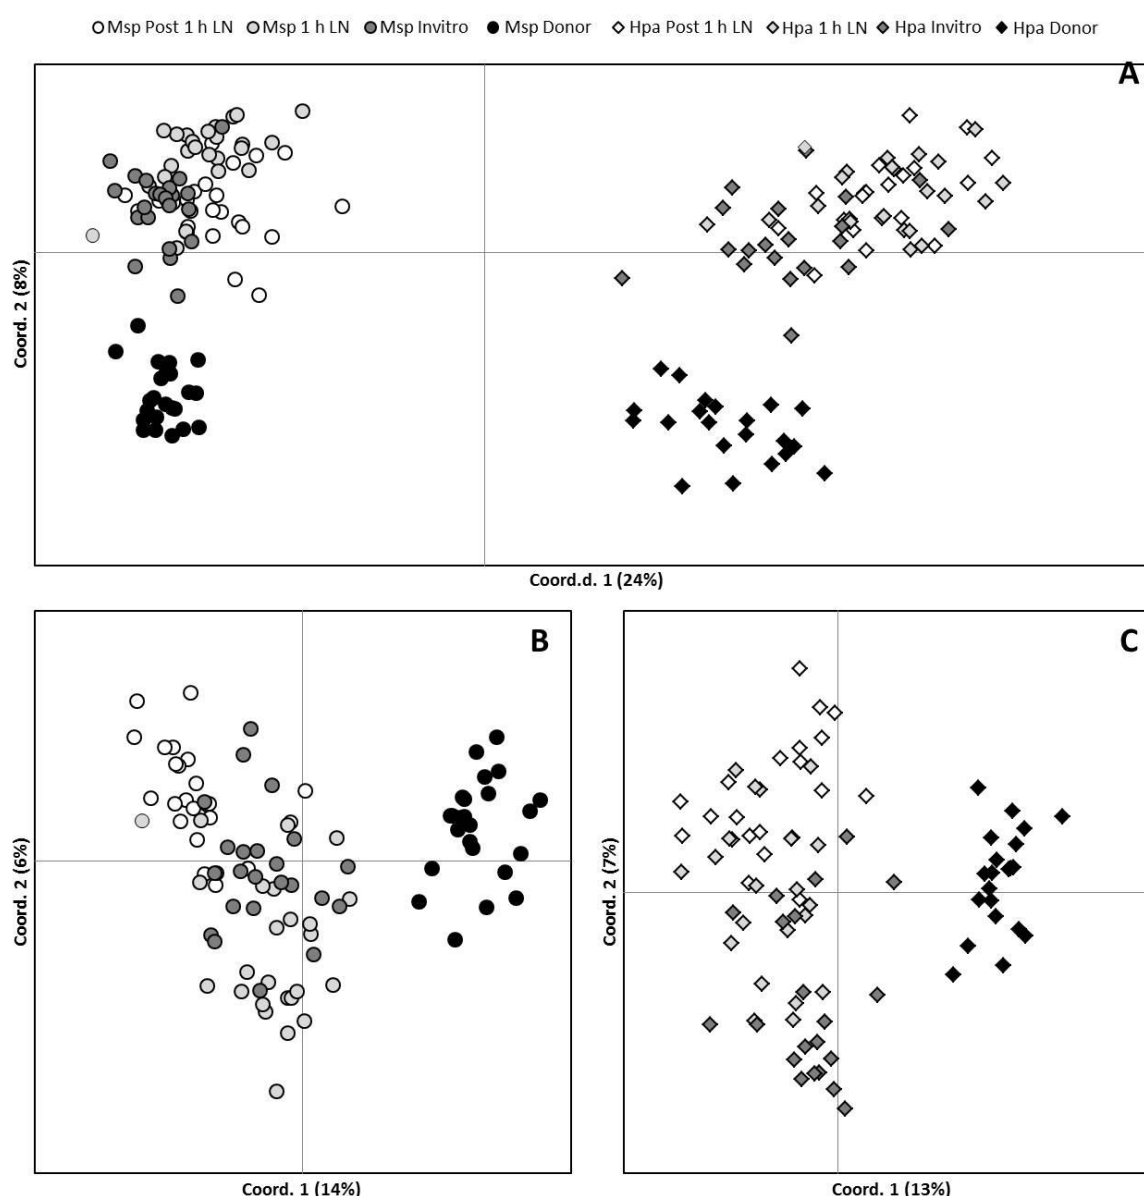 Msp Post 1 h LN Msp 1 h LN Msp Invitro Msp Donor Hpa Post 1 h LN Hpa 1 h LN Hpa Invitro Hpa Donor
A
Coord. 2 (8%)
Coord.d. 1 (24%)
B
Coord. 2 (6%)
Coord. 1 (14%)
C
Coord. 2 (7%)
Coord. 1 (13%)